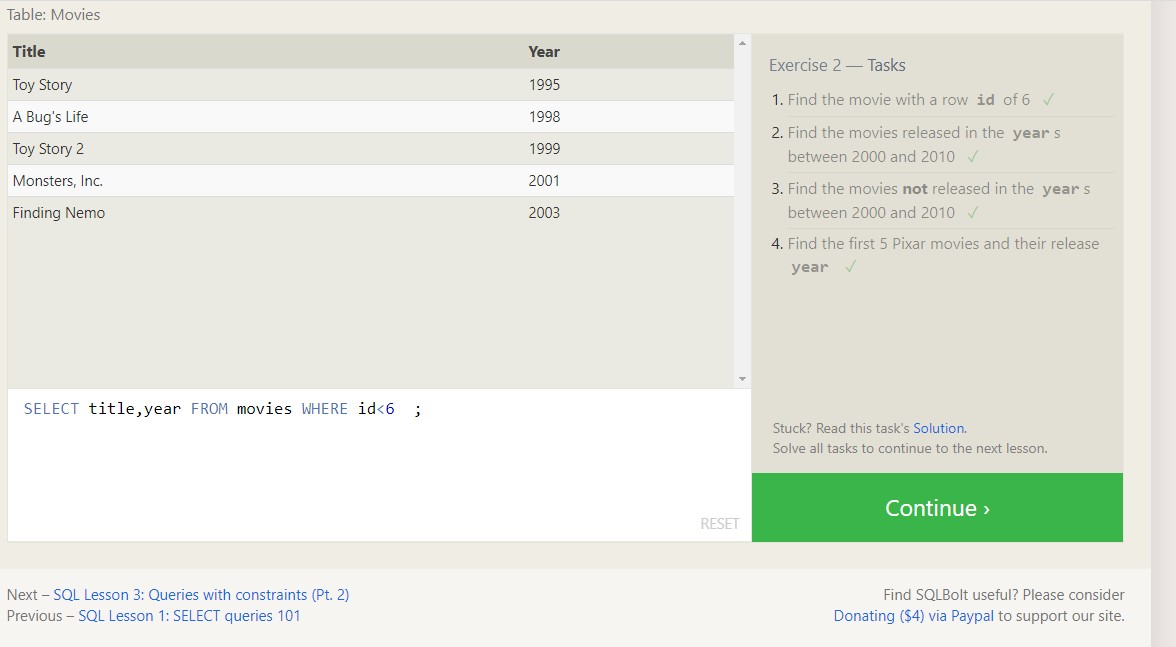 Table: Movies
Title Year
Toy Story 1995
A Bug's Life 1998
Toy Story 2 1999
Monsters, Inc. 2001
Finding Nemo 2003
SELECT title,year FROM movies WHERE id<6 ;
RESET
Exercise 2 — Tasks
1. Find the movie with a row id of 6 ✓
2. Find the movies released in the year s
between 2000 and 2010 ✓
3. Find the movies not released in the year s
between 2000 and 2010 ✓
4. Find the first 5 Pixar movies and their release
year ✓
Stuck? Read this task's Solution.
Solve all tasks to continue to the next lesson.
Continue ›
Next – SQL Lesson 3: Queries with constraints (Pt. 2)
Previous – SQL Lesson 1: SELECT queries 101
Find SQLBolt useful? Please consider
Donating ($4) via Paypal to support our site.